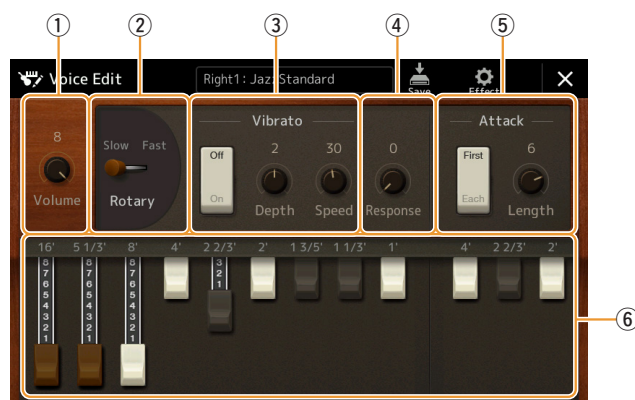 ① ② ③ ④ ⑤
Voice Edit Right1: Jazz Standard Save Effect
Vibrato Attack
8 Slow Fast Off 2 30 0 First 6
Volume Rotary On Depth Speed Response Each Length
16' 5 1/3' 8' 4' 2 2/3' 2' 1 3/5' 1 1/3' 1' 4' 2 2/3' 2'
8 8 8 3
7 7 7 2
6 6 6 1
5 5 5
4 4 4
3 3 3
2 2 2
1 1 1
⑥